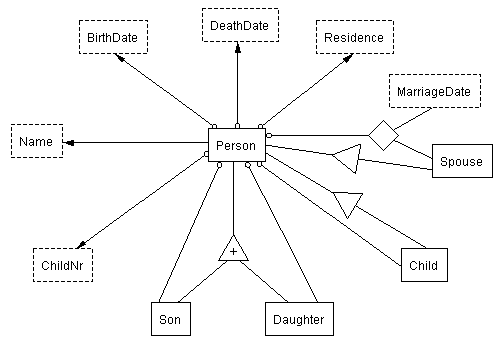 DeathDate
BirthDate
Residence
MarriageDate
Name
Person
Spouse
+
ChildNr
Child
Son
Daughter